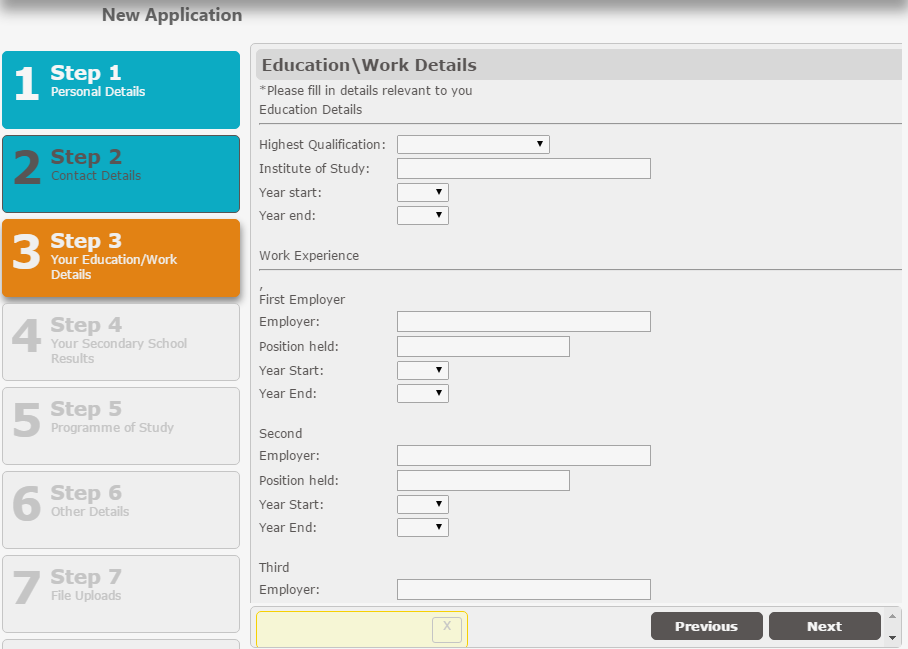 New Application
1
Step 1
Personal Details
2
Step 2
Contact Details
3
Step 3
Your Education/Work
Details
4
Step 4
Your Secondary School
Results
5
Step 5
Programme of Study
6
Step 6
Other Details
7
Step 7
File Uploads
Education\Work Details
*Please fill in details relevant to you
Education Details
Highest Qualification:
Institute of Study:
Year start:
Year end:
Work Experience
,
First Employer
Employer:
Position held:
Year Start:
Year End:
Second
Employer:
Position held:
Year Start:
Year End:
Third
Employer:
X
Previous
Next